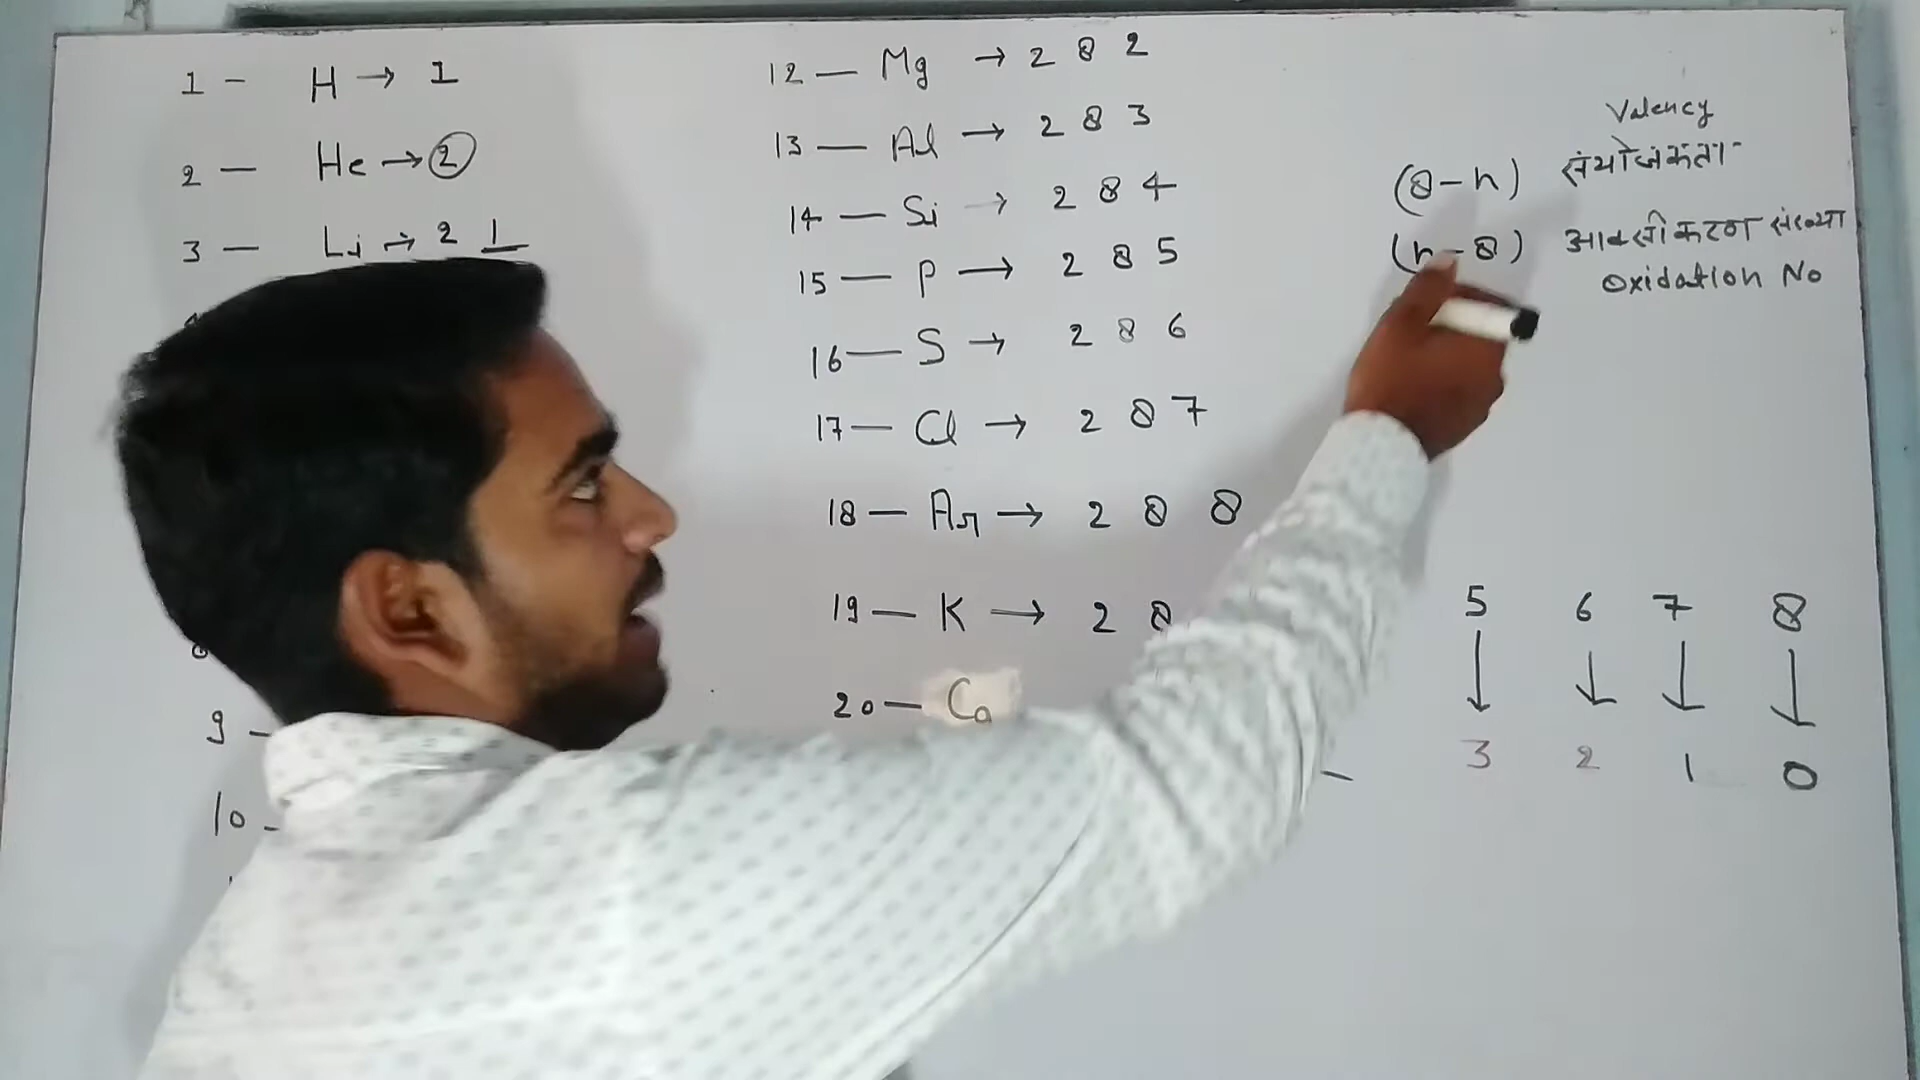 1 - H → 1
2 — He → 2
3 — Li → 2 1
9 -
10 -
12 — Mg → 2 8 2
13 — Al → 2 8 3
14 — Si → 2 8 4
15 — P → 2 8 5
16 — S → 2 8 6
17 — Cl → 2 8 7
18 — Ar → 2 8 8
19 — K → 2 8
20 — Ca
Valency
(8-n) संयोजकता
(n-8) आक्सीकरण संख्या
Oxidation No
5 6 7 8
↓ ↓ ↓ ↓
3 2 1 0